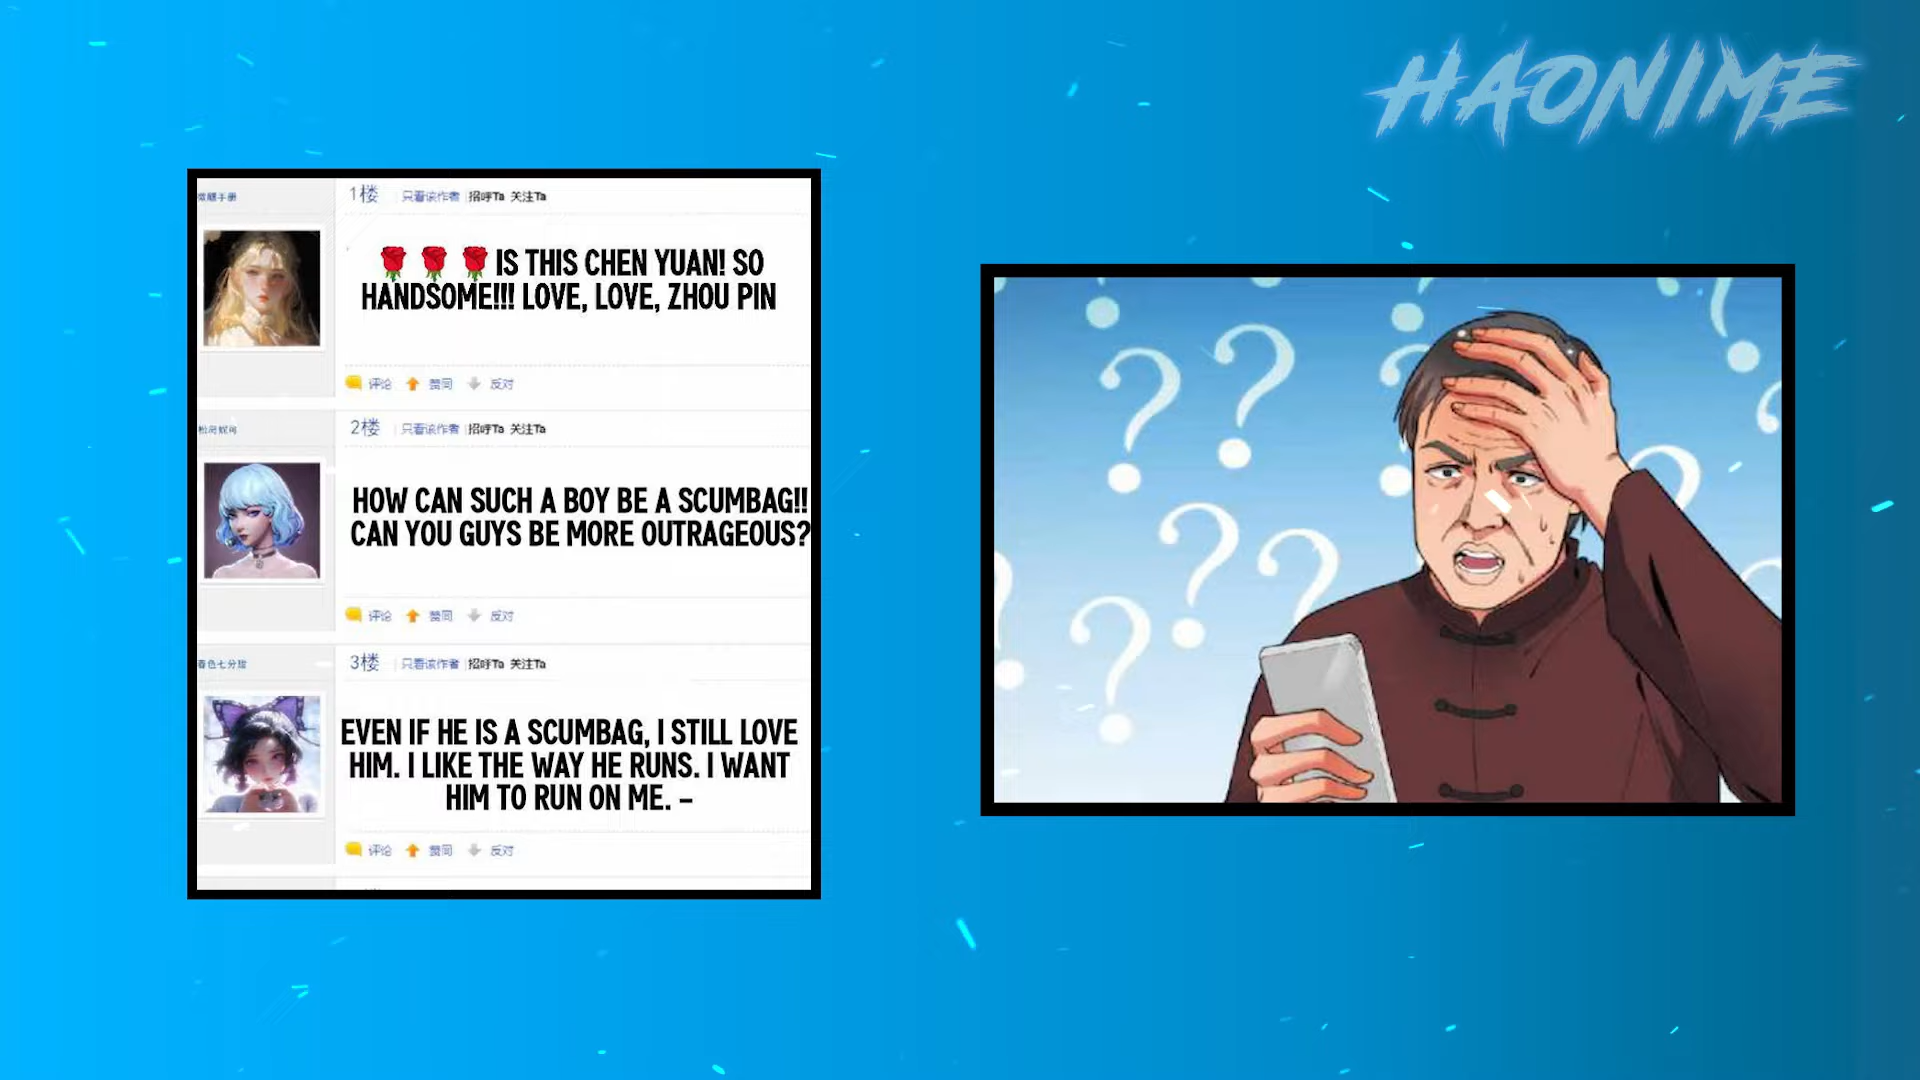 HAONIME
1楼 只看该作者 招呼Ta 关注Ta
IS THIS CHEN YUAN! SO
HANDSOME!!! LOVE, LOVE, ZHOU PIN
评论 赞同 反对
2楼 只看该作者 招呼Ta 关注Ta
HOW CAN SUCH A BOY BE A SCUMBAG!!
CAN YOU GUYS BE MORE OUTRAGEOUS?
评论 赞同 反对
春色七分甜
3楼 只看该作者 招呼Ta 关注Ta
EVEN IF HE IS A SCUMBAG, I STILL LOVE
HIM. I LIKE THE WAY HE RUNS. I WANT
HIM TO RUN ON ME. –
评论 赞同 反对